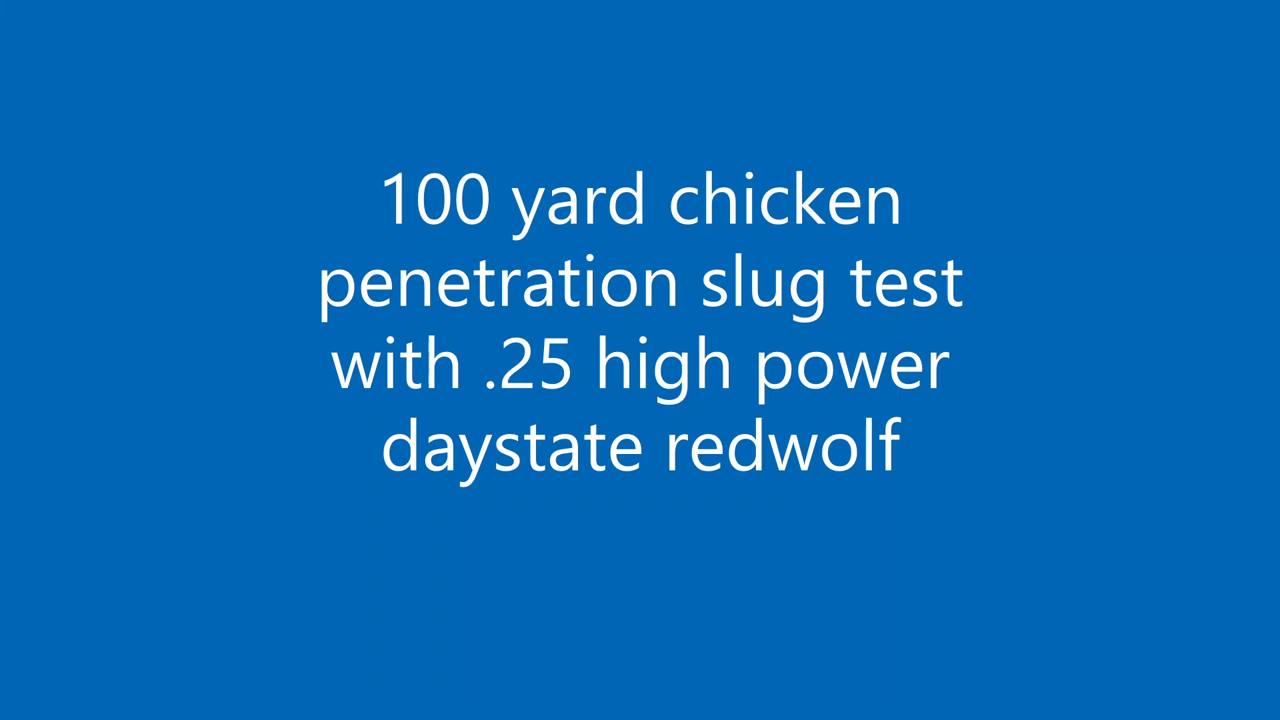 100 yard chicken
penetration slug test
with .25 high power
daystate redwolf